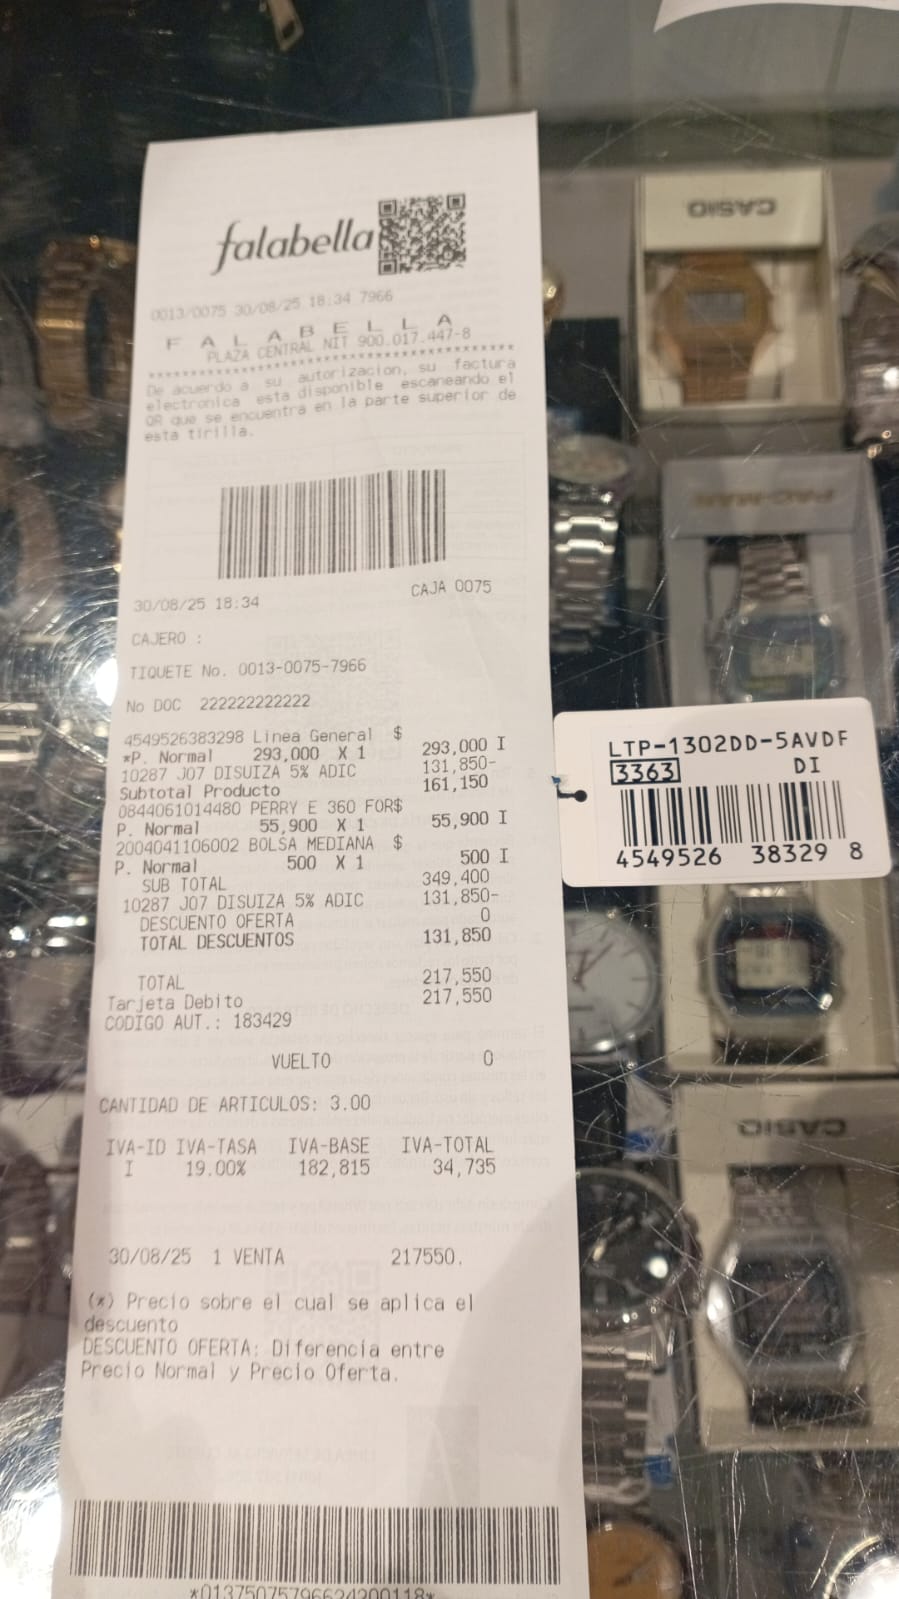 falabella
0013/0075 30/08/25 18:34 7966
F A L A B E L L A
PLAZA CENTRAL NIT 900.017.447-8
****************************************
De acuerdo a su autorizacion, su factura
electronica esta disponible escaneando el
QR que se encuentra en la parte superior de
esta tirilla.
30/08/25 18:34 CAJA 0075
CAJERO :
TIQUETE No. 0013-0075-7966
No DOC 222222222222
4549526383298 Linea General $
*P. Normal 293,000 X 1 293,000 I
10287 J07 DISUIZA 5% ADIC 131,850-
Subtotal Producto 161,150
0844061014480 PERRY E 360 FOR$
P. Normal 55,900 X 1 55,900 I
2004041106002 BOLSA MEDIANA $
P. Normal 500 X 1 500 I
SUB TOTAL 349,400
10287 J07 DISUIZA 5% ADIC 131,850-
DESCUENTO OFERTA 0
TOTAL DESCUENTOS 131,850
TOTAL 217,550
Tarjeta Debito 217,550
CODIGO AUT.: 183429
VUELTO 0
CANTIDAD DE ARTICULOS: 3.00
IVA-ID IVA-TASA IVA-BASE IVA-TOTAL
I 19.00% 182,815 34,735
30/08/25 1 VENTA 217550.
(*) Precio sobre el cual se aplica el
descuento
DESCUENTO OFERTA: Diferencia entre
Precio Normal y Precio Oferta.
LTP-1302DD-5AVDF
3363 DI
4549526 38329 8
CASIO
PAC-MAN
CASIO